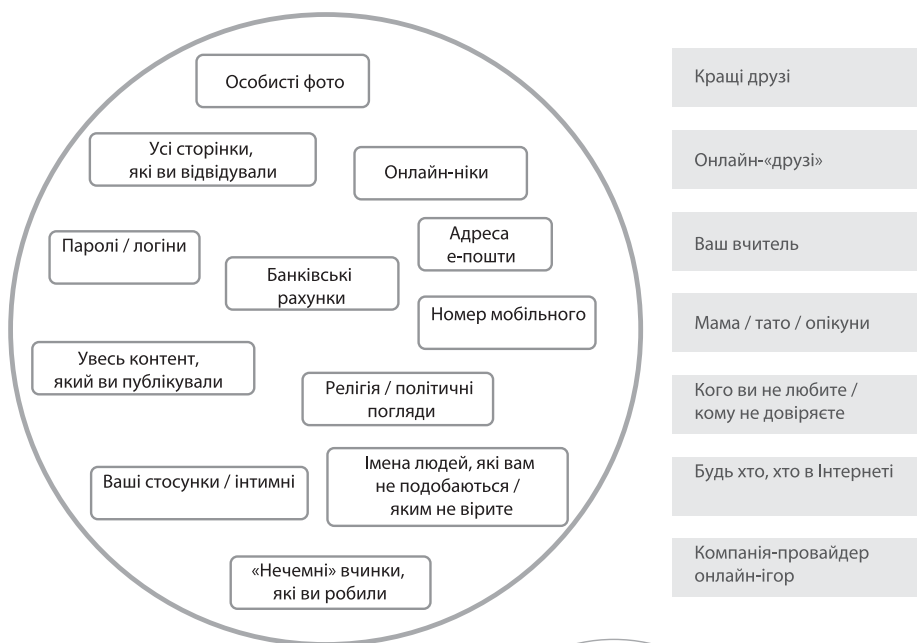 Особисті фото
Усі сторінки,
які ви відвідували
Онлайн-ніки
Паролі / логіни
Адреса
е-пошти
Банківські
рахунки
Номер мобільного
Увесь контент,
який ви публікували
Релігія / політичні
погляди
Ваші стосунки / інтимні
Імена людей, які вам
не подобаються /
яким не вірите
«Нечемні» вчинки,
які ви робили
Кращі друзі
Онлайн-«друзі»
Ваш вчитель
Мама / тато / опікуни
Кого ви не любите /
кому не довіряєте
Будь хто, хто в Інтернеті
Компанія-провайдер
онлайн-ігор